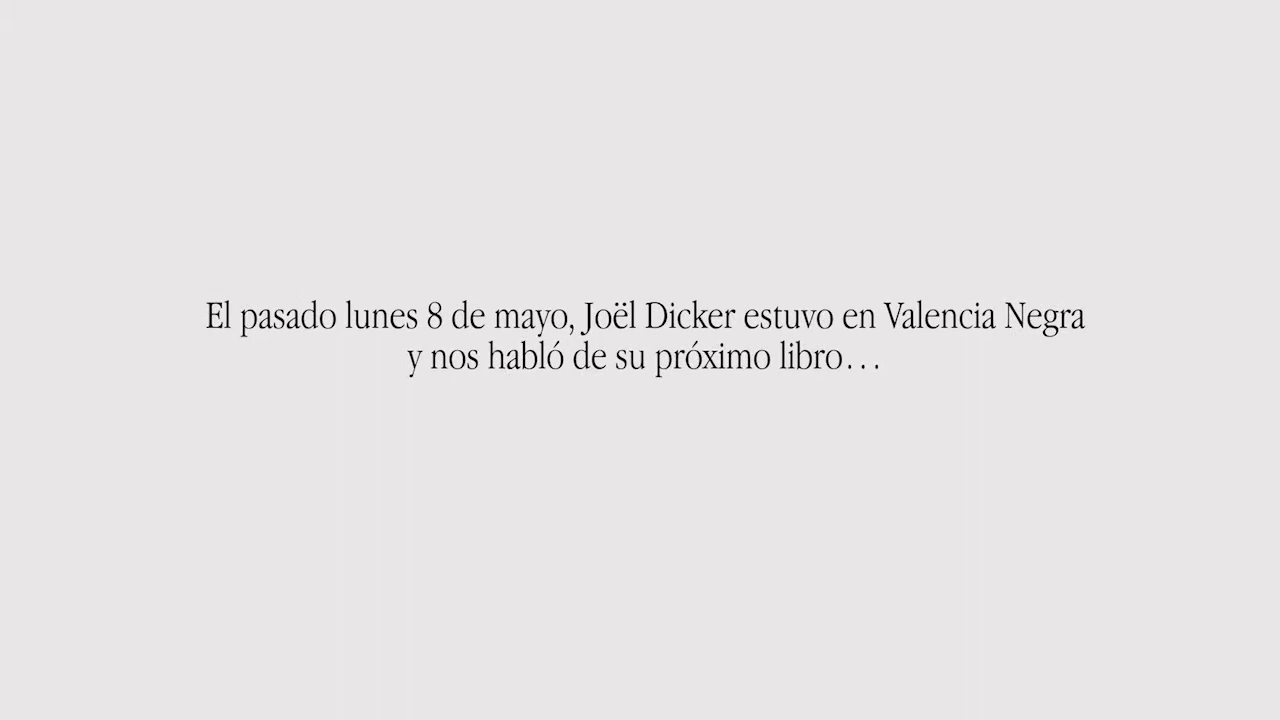 El pasado lunes 8 de mayo, Joël Dicker estuvo en Valencia Negra
y nos habló de su próximo libro...